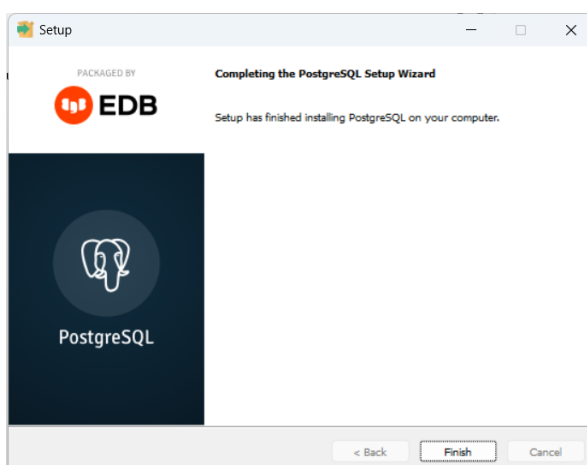 Setup
PACKAGED BY
EDB
Completing the PostgreSQL Setup Wizard
Setup has finished installing PostgreSQL on your computer.
PostgreSQL
< Back
Finish
Cancel